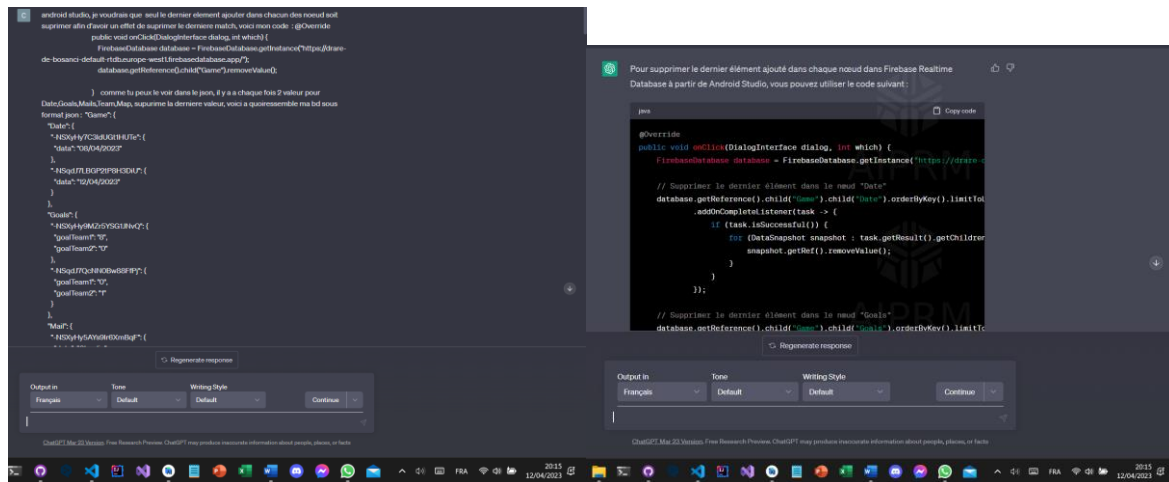 C
android studio, je voudrais que seul le dernier element ajouter dans chacun des noeud soit
suprimer afin d'avoir un effet de suprimer le derniere match, voici mon code : @Override
public void onClick(DialogInterface dialog, int which) {
FirebaseDatabase database = FirebaseDatabase.getInstance("https://drare-
de-bosanci-default-rtdb.europe-west1.firebasedatabase.app/");
database.getReference().child("Game").removeValue();
} comme tu peux le voir dans le json, il y a a chaque fois 2 valeur pour
Date,Goals,Mails,Team,Map, supurime la derniere valeur, voici a quoiressemble ma bd sous
format json : "Game": {
"Date": {
"data": "08/04/2023"
},
"data": "12/04/2023"
}
},
"Goals": {
"goalTeam1": "8",
"goalTeam2": "0"
},
"goalTeam1": "0",
"goalTeam2": "1"
}
},
"Mail": {
Regenerate response
Output in Tone Writing Style
Français Default Default Continue
ChatGPT Mar 23 Version. Free Research Preview. ChatGPT may produce inaccurate information about people, places, or facts
FRA 20:15
12/04/2023
Pour supprimer le dernier élément ajouté dans chaque nœud dans Firebase Realtime
Database à partir de Android Studio, vous pouvez utiliser le code suivant :
java Copy code
@Override
public void onClick(DialogInterface dialog, int which) {
FirebaseDatabase database = FirebaseDatabase.getInstance("https://drare-
// Supprimer le dernier élément dans le nœud "Date"
database.getReference().child("Game").child("Date").orderByKey().limitToL
.addOnCompleteListener(task -> {
if (task.isSuccessful()) {
for (DataSnapshot snapshot : task.getResult().getChildren
snapshot.getRef().removeValue();
}
}
});
// Supprimer le dernier élément dans le nœud "Goals"
database.getReference().child("Game").child("Goals").orderByKey().limitTo
AIPRM
AIPRM
Regenerate response
Output in Tone Writing Style
Français Default Default Continue
ChatGPT Mar 23 Version. Free Research Preview. ChatGPT may produce inaccurate information about people, places, or facts
FRA 20:15
12/04/2023